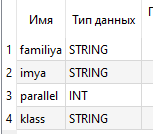 Имя Тип данных
1 familiya STRING
2 imya STRING
3 parallel INT
4 klass STRING